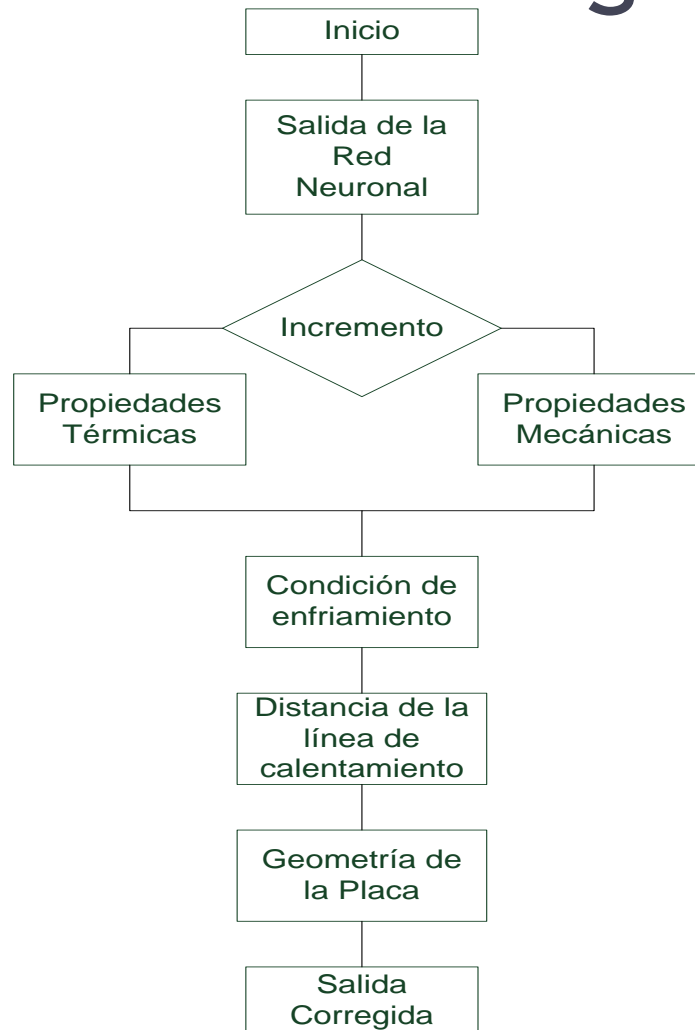 Inicio
Salida de la
Red
Neuronal
Incremento
Propiedades
Térmicas
Propiedades
Mecánicas
Condición de
enfriamiento
Distancia de la
línea de
calentamiento
Geometría de
la Placa
Salida
Corregida